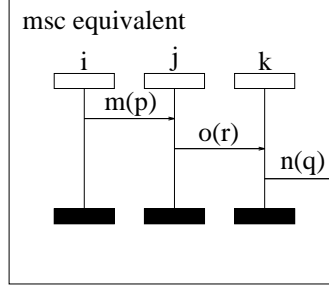 msc equivalent
i j k
m(p)
o(r)
n(q)